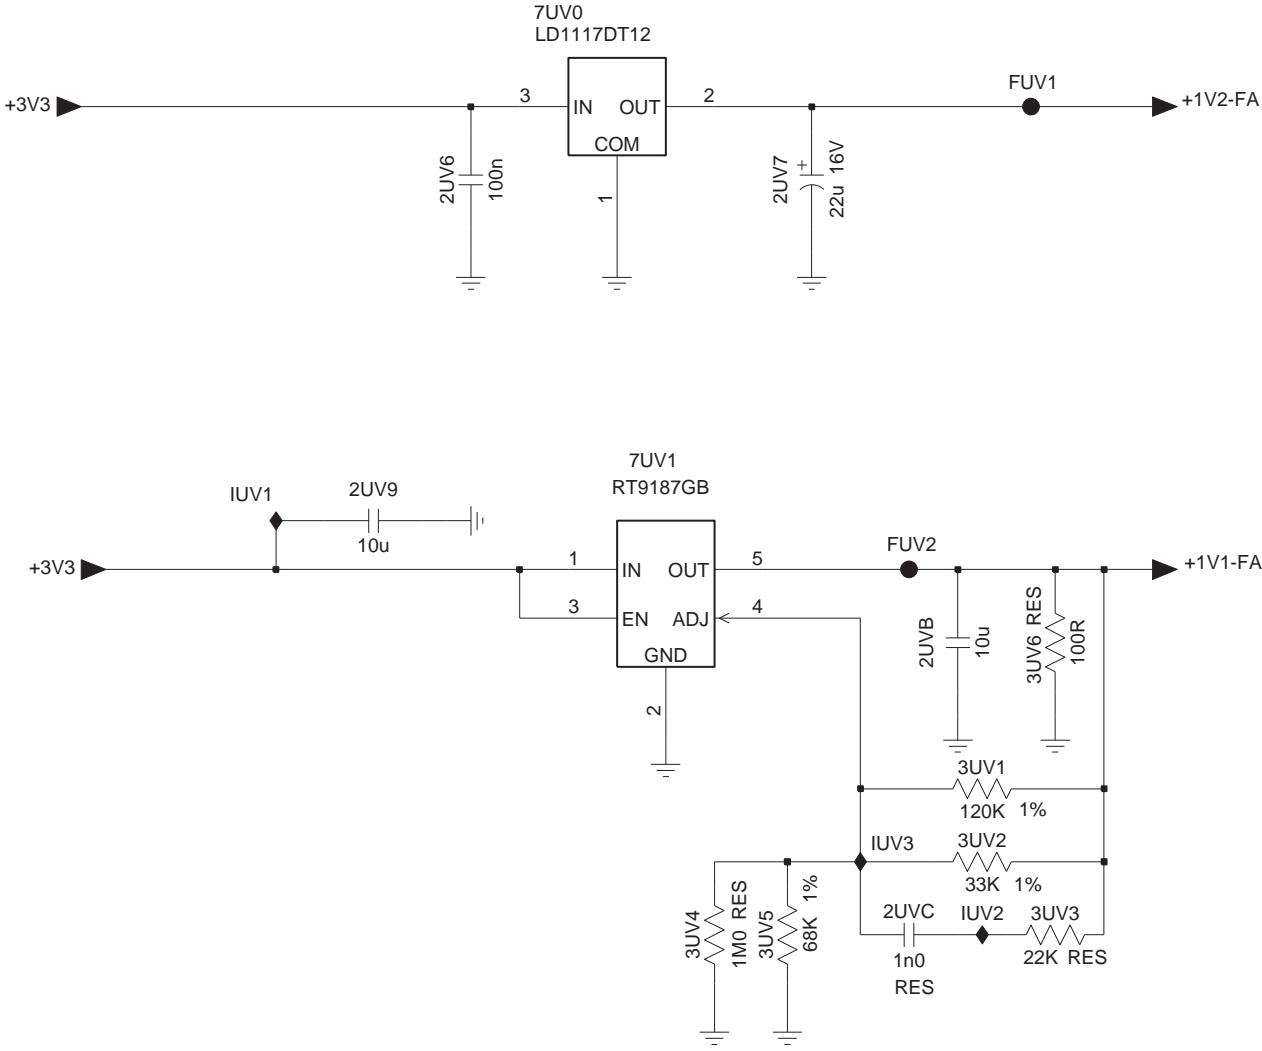 7UV0
LD1117DT12
+3V3
3
IN
OUT
2
FUV1
+1V2-FA
COM
2UV6
100n
1
2UV7
+
22u 16V
7UV1
RT9187GB
IUV1
2UV9
10u
+3V3
1
IN
OUT
5
FUV2
+1V1-FA
3
EN
ADJ
4
GND
2
2UVB
10u
3UV6 RES
100R
3UV1
120K 1%
IUV3
3UV2
33K 1%
3UV4
1M0 RES
3UV5
68K 1%
2UVC
1n0
RES
IUV2
3UV3
22K RES